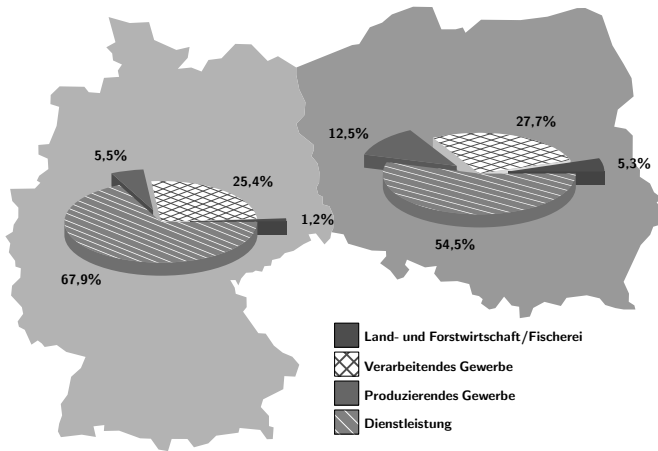 27,7%
12,5%
5,3%
5,5%
25,4%
1,2%
54,5%
67,9%
Land- und Forstwirtschaft/Fischerei
Verarbeitendes Gewerbe
Produzierendes Gewerbe
Dienstleistung